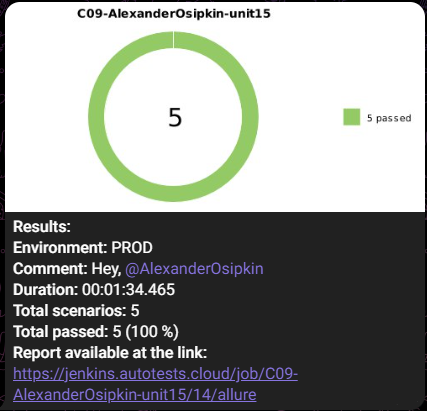 C09-AlexanderOsipkin-unit15
5
5 passed
Results:
Environment: PROD
Comment: Hey, @AlexanderOsipkin
Duration: 00:01:34.465
Total scenarios: 5
Total passed: 5 (100 %)
Report available at the link:
https://jenkins.autotests.cloud/job/C09-
AlexanderOsipkin-unit15/14/allure